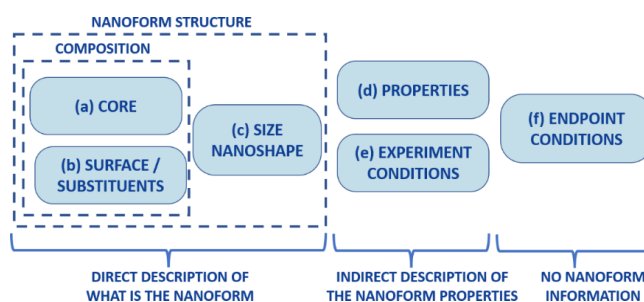 NANOFORM STRUCTURE
COMPOSITION
(a) CORE
(b) SURFACE /
SUBSTITUENTS
(c) SIZE
NANOSHAPE
(d) PROPERTIES
(e) EXPERIMENT
CONDITIONS
(f) ENDPOINT
CONDITIONS
DIRECT DESCRIPTION OF
WHAT IS THE NANOFORM
INDIRECT DESCRIPTION OF
THE NANOFORM PROPERTIES
NO NANOFORM
INFORMATION